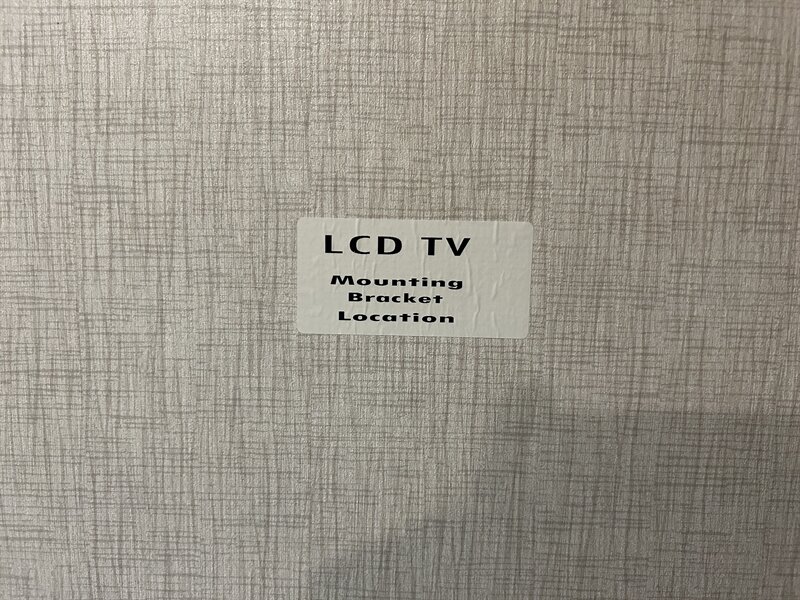 LCD TV
Mounting
Bracket
Location